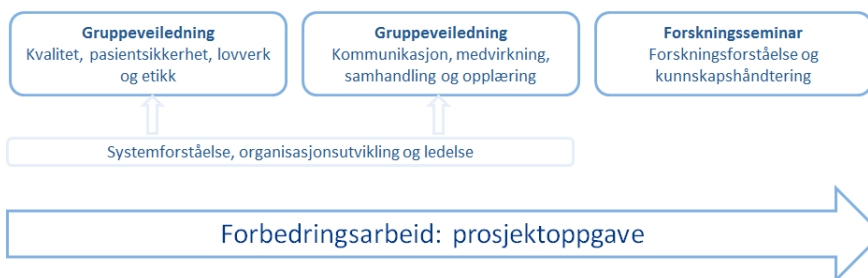 Gruppeveiledning
Kvalitet, pasientsikkerhet, lovverk
og etikk
Gruppeveiledning
Kommunikasjon, medvirkning,
samhandling og opplæring
Forskningsseminar
Forskningsforståelse og
kunnskapshåndtering
Systemforståelse, organisasjonsutvikling og ledelse
Forbedringsarbeid: prosjektoppgave